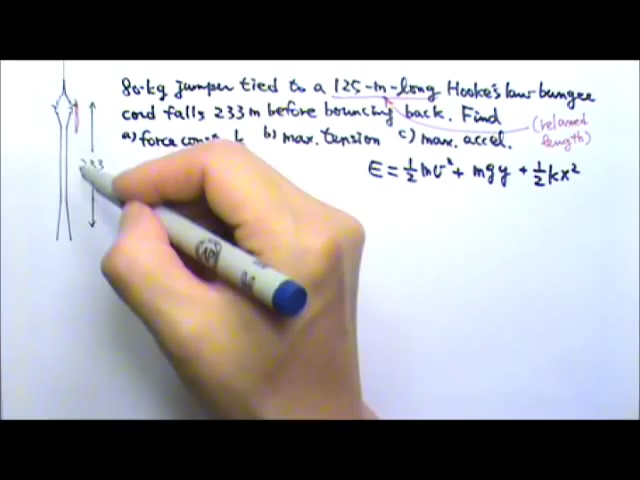 80-kg jumper tied to a 125-m-long Hooke's law bungee
cord falls 233 m before bouncing back. Find
(relaxed length)
a) force const. k b) max. tension c) max. accel.
E = ½mv² + mgy + ½kx²
233